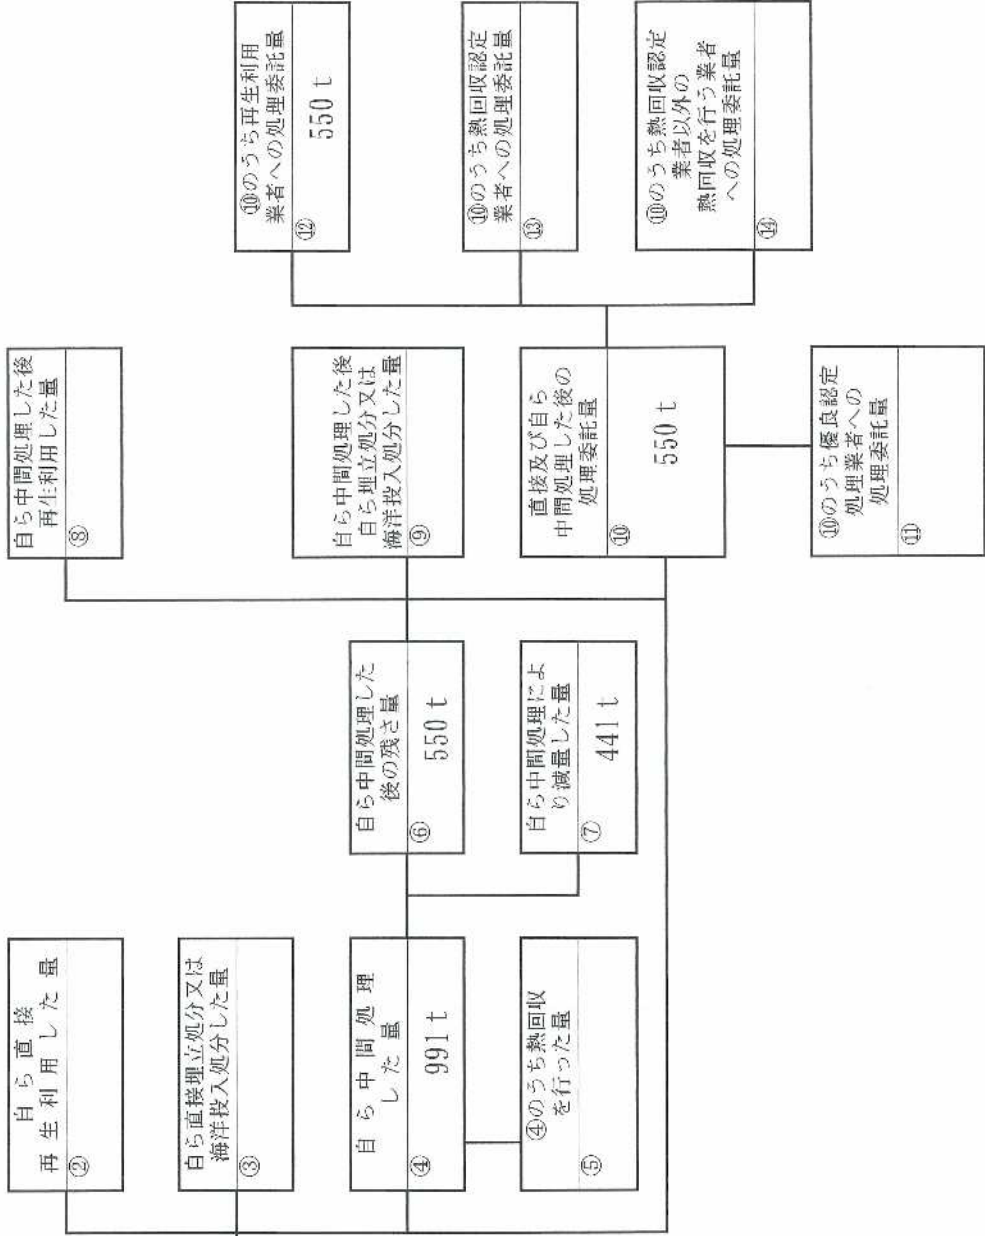 自ら直接
再生利用した量
②
自ら直接埋立処分又は
海洋投入処分した量
③
自ら中間処理
した量
④
991t
④のうち熱回収
を行った量
⑤
自ら中間処理した
後の残さ量
⑥
550t
自ら中間処理によ
り減量した量
⑦
441t
自ら中間処理した後
再生利用した量
⑧
自ら中間処理した後
自ら埋立処分又は
海洋投入処分した量
⑨
直接及び自ら
中間処理した後の
処理委託量
⑩
550t
⑩のうち優良認定
処理業者への
処理委託量
⑪
⑩のうち再生利用
業者への処理委託量
⑫
550t
⑩のうち熱回収認定
業者への処理委託量
⑬
⑩のうち熱回収認定
業者以外の
熱回収を行う業者
への処理委託量
⑭